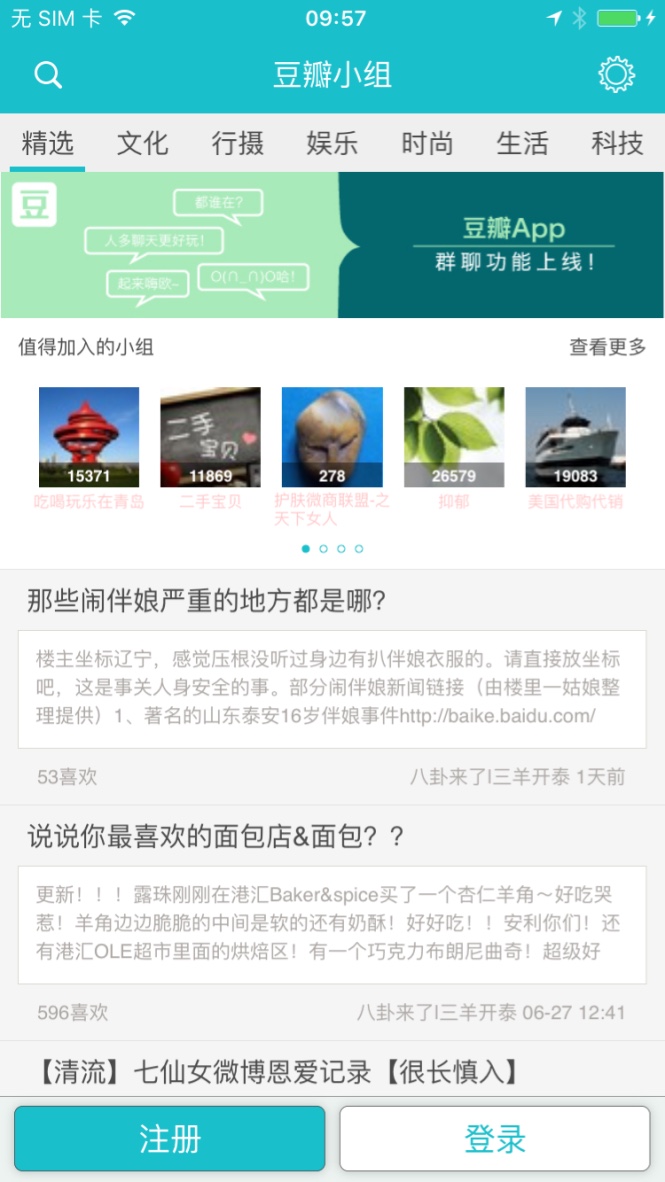 无 SIM 卡
09:57
豆瓣小组
精选 文化 行摄 娱乐 时尚 生活 科技
豆
都谁在?
人多聊天更好玩!
起来嗨欧~
O(∩_∩)O哈!
豆瓣App
群聊功能上线!
值得加入的小组
查看更多
二手
宝贝
15371 11869 278 26579 19083
吃喝玩乐在青岛 二手宝贝 护肤微商联盟-之 抑郁 美国代购代销
天下女人
那些闹伴娘严重的地方都是哪?
楼主坐标辽宁，感觉压根没听过身边有扒伴娘衣服的。请直接放坐标
吧，这是事关人身安全的事。部分闹伴娘新闻链接（由楼里一姑娘整
理提供）1、著名的山东泰安16岁伴娘事件http://baike.baidu.com/
53喜欢
八卦来了|三羊开泰 1天前
说说你最喜欢的面包店&面包？？
更新！！！露珠刚刚在港汇Baker&spice买了一个杏仁羊角～好吃哭
惹！羊角边边脆脆的中间是软的还有奶酥！好好吃！！安利你们！还
有港汇OLE超市里面的烘焙区！有一个巧克力布朗尼曲奇！超级好
596喜欢
八卦来了|三羊开泰 06-27 12:41
【清流】七仙女微博恩爱记录【很长慎入】
注册
登录